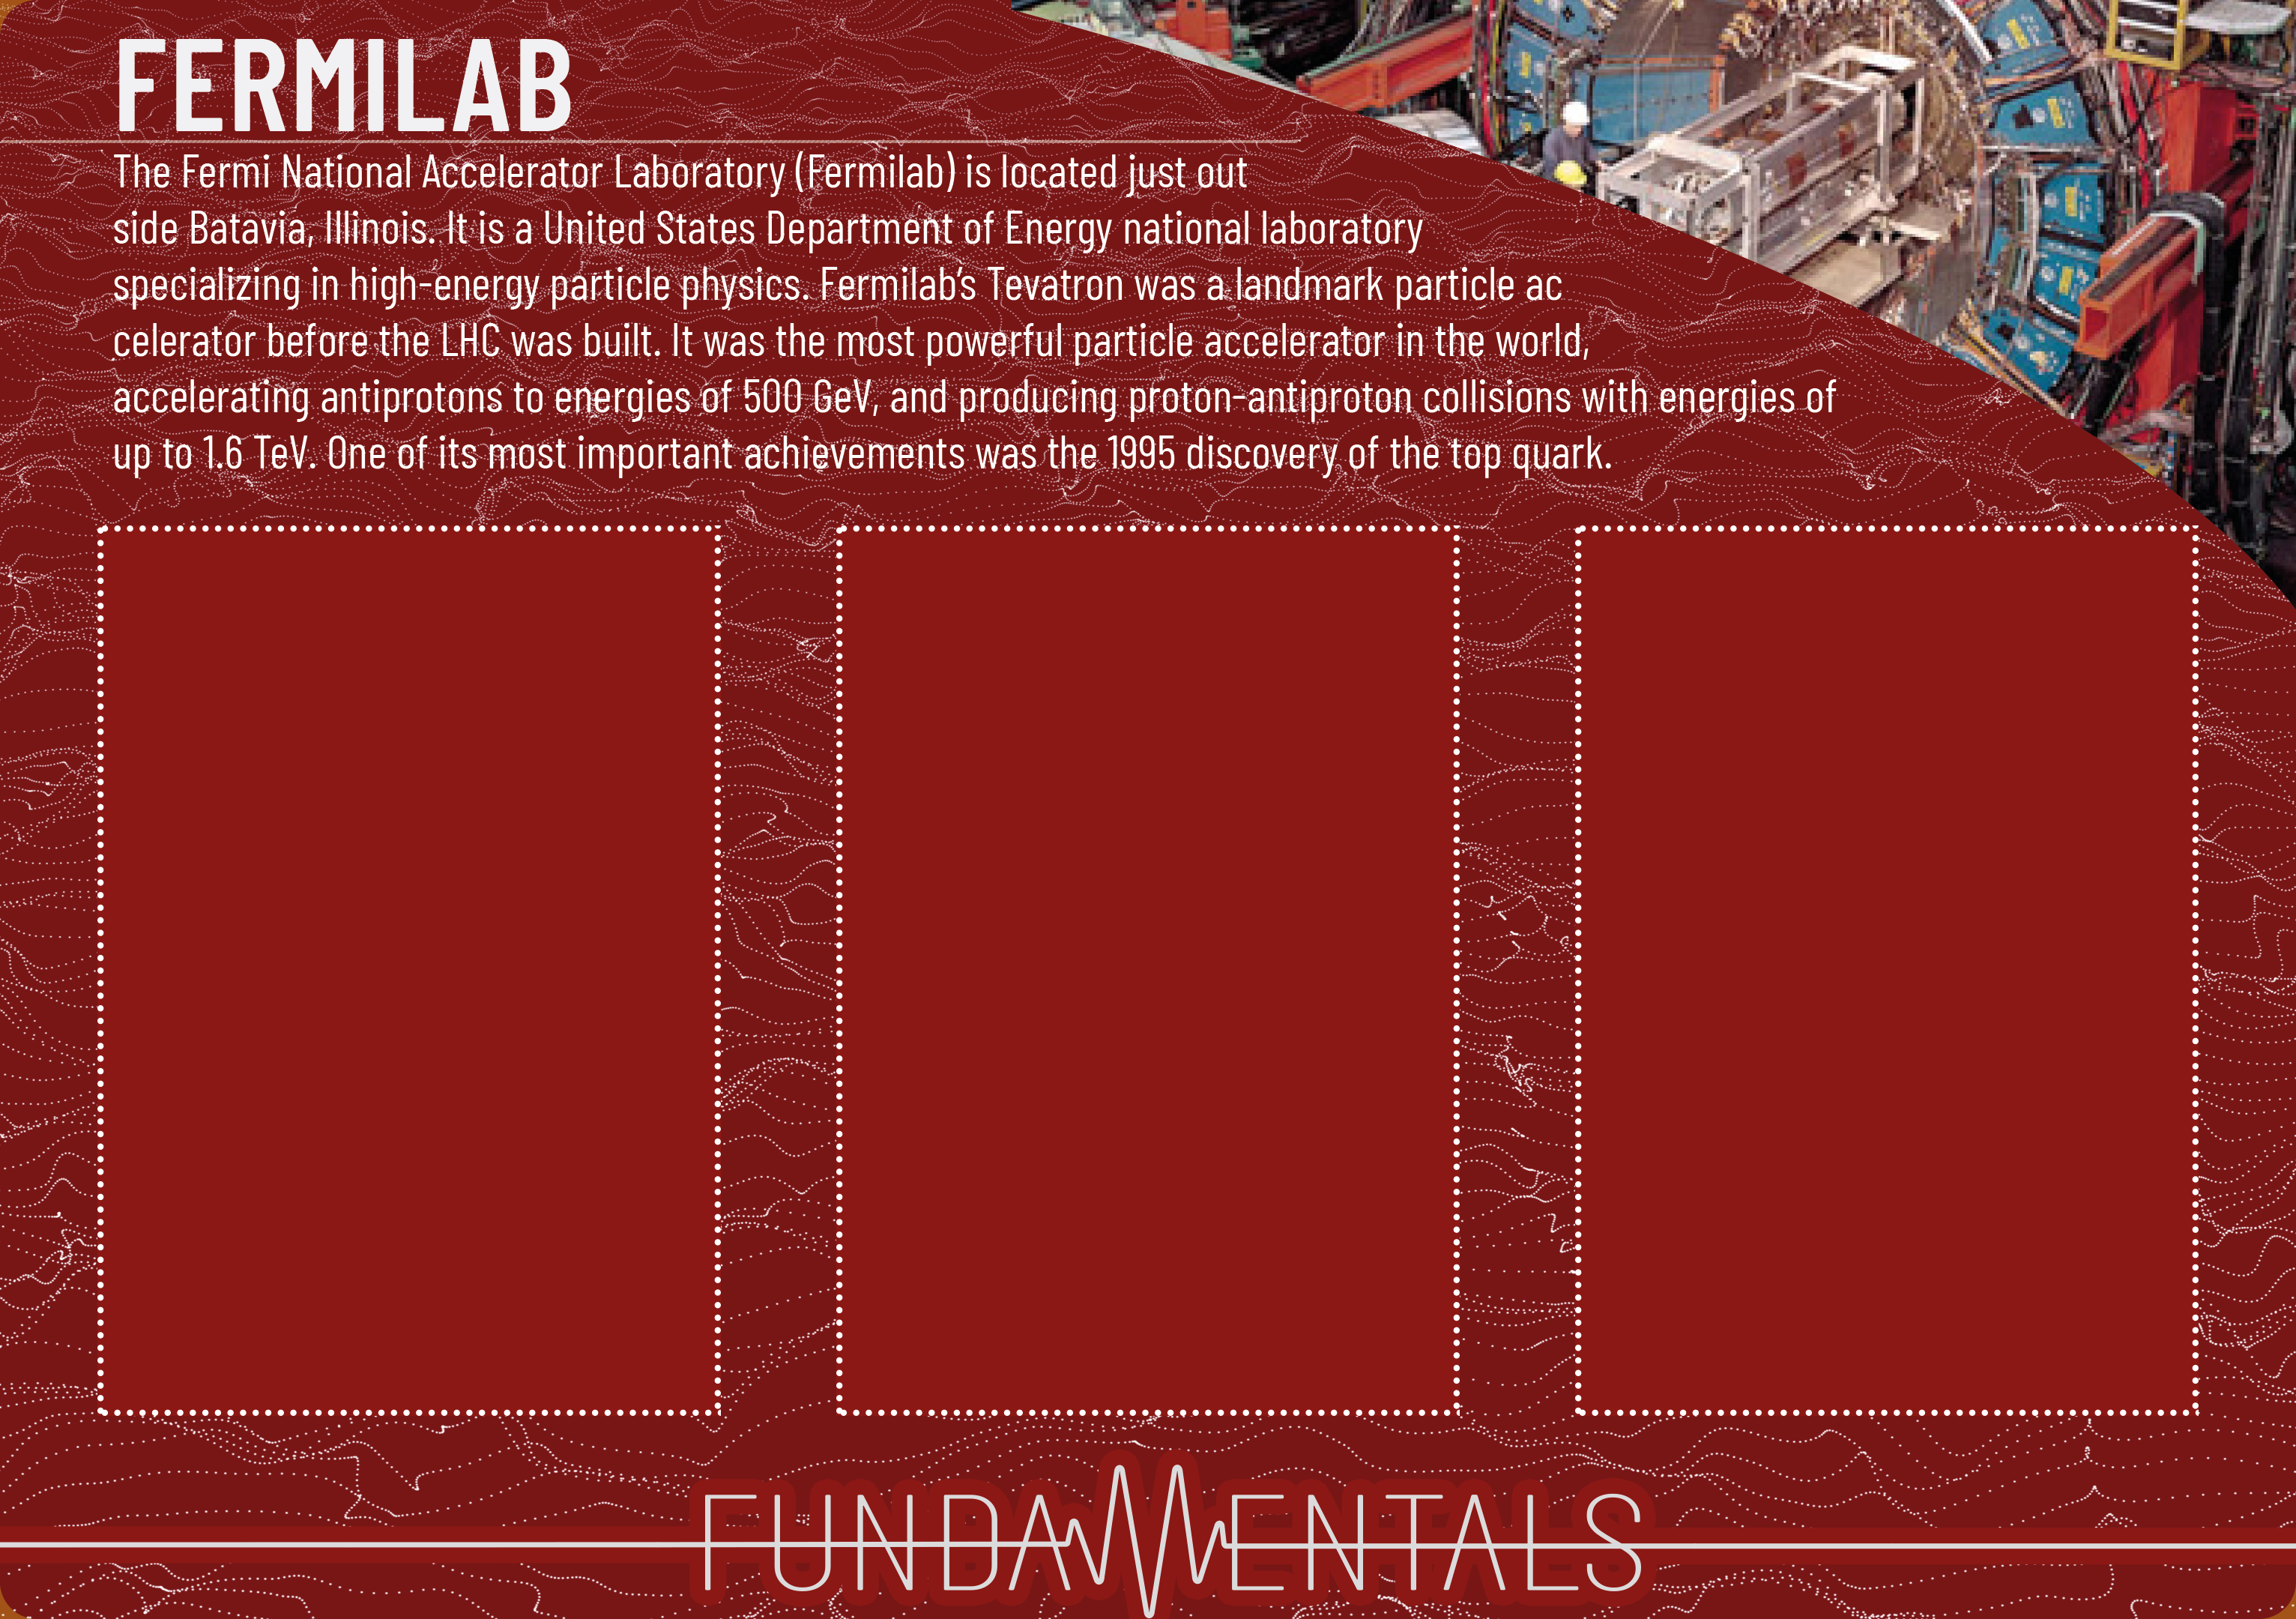 FERMILAB
The Fermi National Accelerator Laboratory (Fermilab) is located just out
side Batavia, Illinois. It is a United States Department of Energy national laboratory
specializing in high-energy particle physics. Fermilab’s Tevatron was a landmark particle ac
celerator before the LHC was built. It was the most powerful particle accelerator in the world,
accelerating antiprotons to energies of 500 GeV, and producing proton-antiproton collisions with energies of
up to 1.6 TeV. One of its most important achievements was the 1995 discovery of the top quark.
FUNDAMENTALS